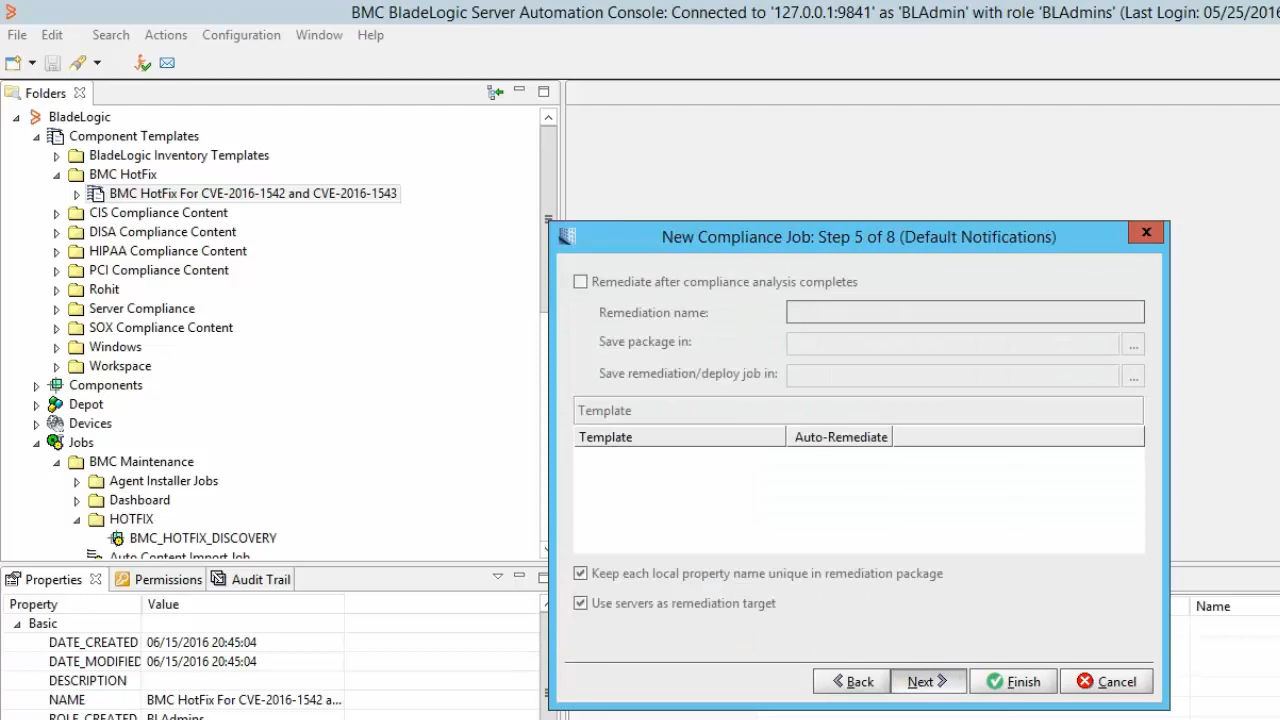 BMC BladeLogic Server Automation Console: Connected to '127.0.0.1:9841' as 'BLAdmin' with role 'BLAdmins' (Last Login: 05/25/2016
File Edit Search Actions Configuration Window Help
Folders
BladeLogic
Component Templates
BladeLogic Inventory Templates
BMC HotFix
BMC HotFix For CVE-2016-1542 and CVE-2016-1543
CIS Compliance Content
DISA Compliance Content
HIPAA Compliance Content
PCI Compliance Content
Rohit
Server Compliance
SOX Compliance Content
Windows
Workspace
Components
Depot
Devices
Jobs
BMC Maintenance
Agent Installer Jobs
Dashboard
HOTFIX
BMC_HOTFIX_DISCOVERY
Auto Content Import Job
Properties Permissions Audit Trail
Property Value
Basic
DATE_CREATED 06/15/2016 20:45:04
DATE_MODIFIED 06/15/2016 20:45:04
DESCRIPTION
NAME BMC HotFix For CVE-2016-1542 a...
ROLE_CREATED BLAdmins
New Compliance Job: Step 5 of 8 (Default Notifications)
Remediate after compliance analysis completes
Remediation name:
Save package in: ...
Save remediation/deploy job in: ...
Template
Template Auto-Remediate
Keep each local property name unique in remediation package
Use servers as remediation target
Back Next Finish Cancel
Name